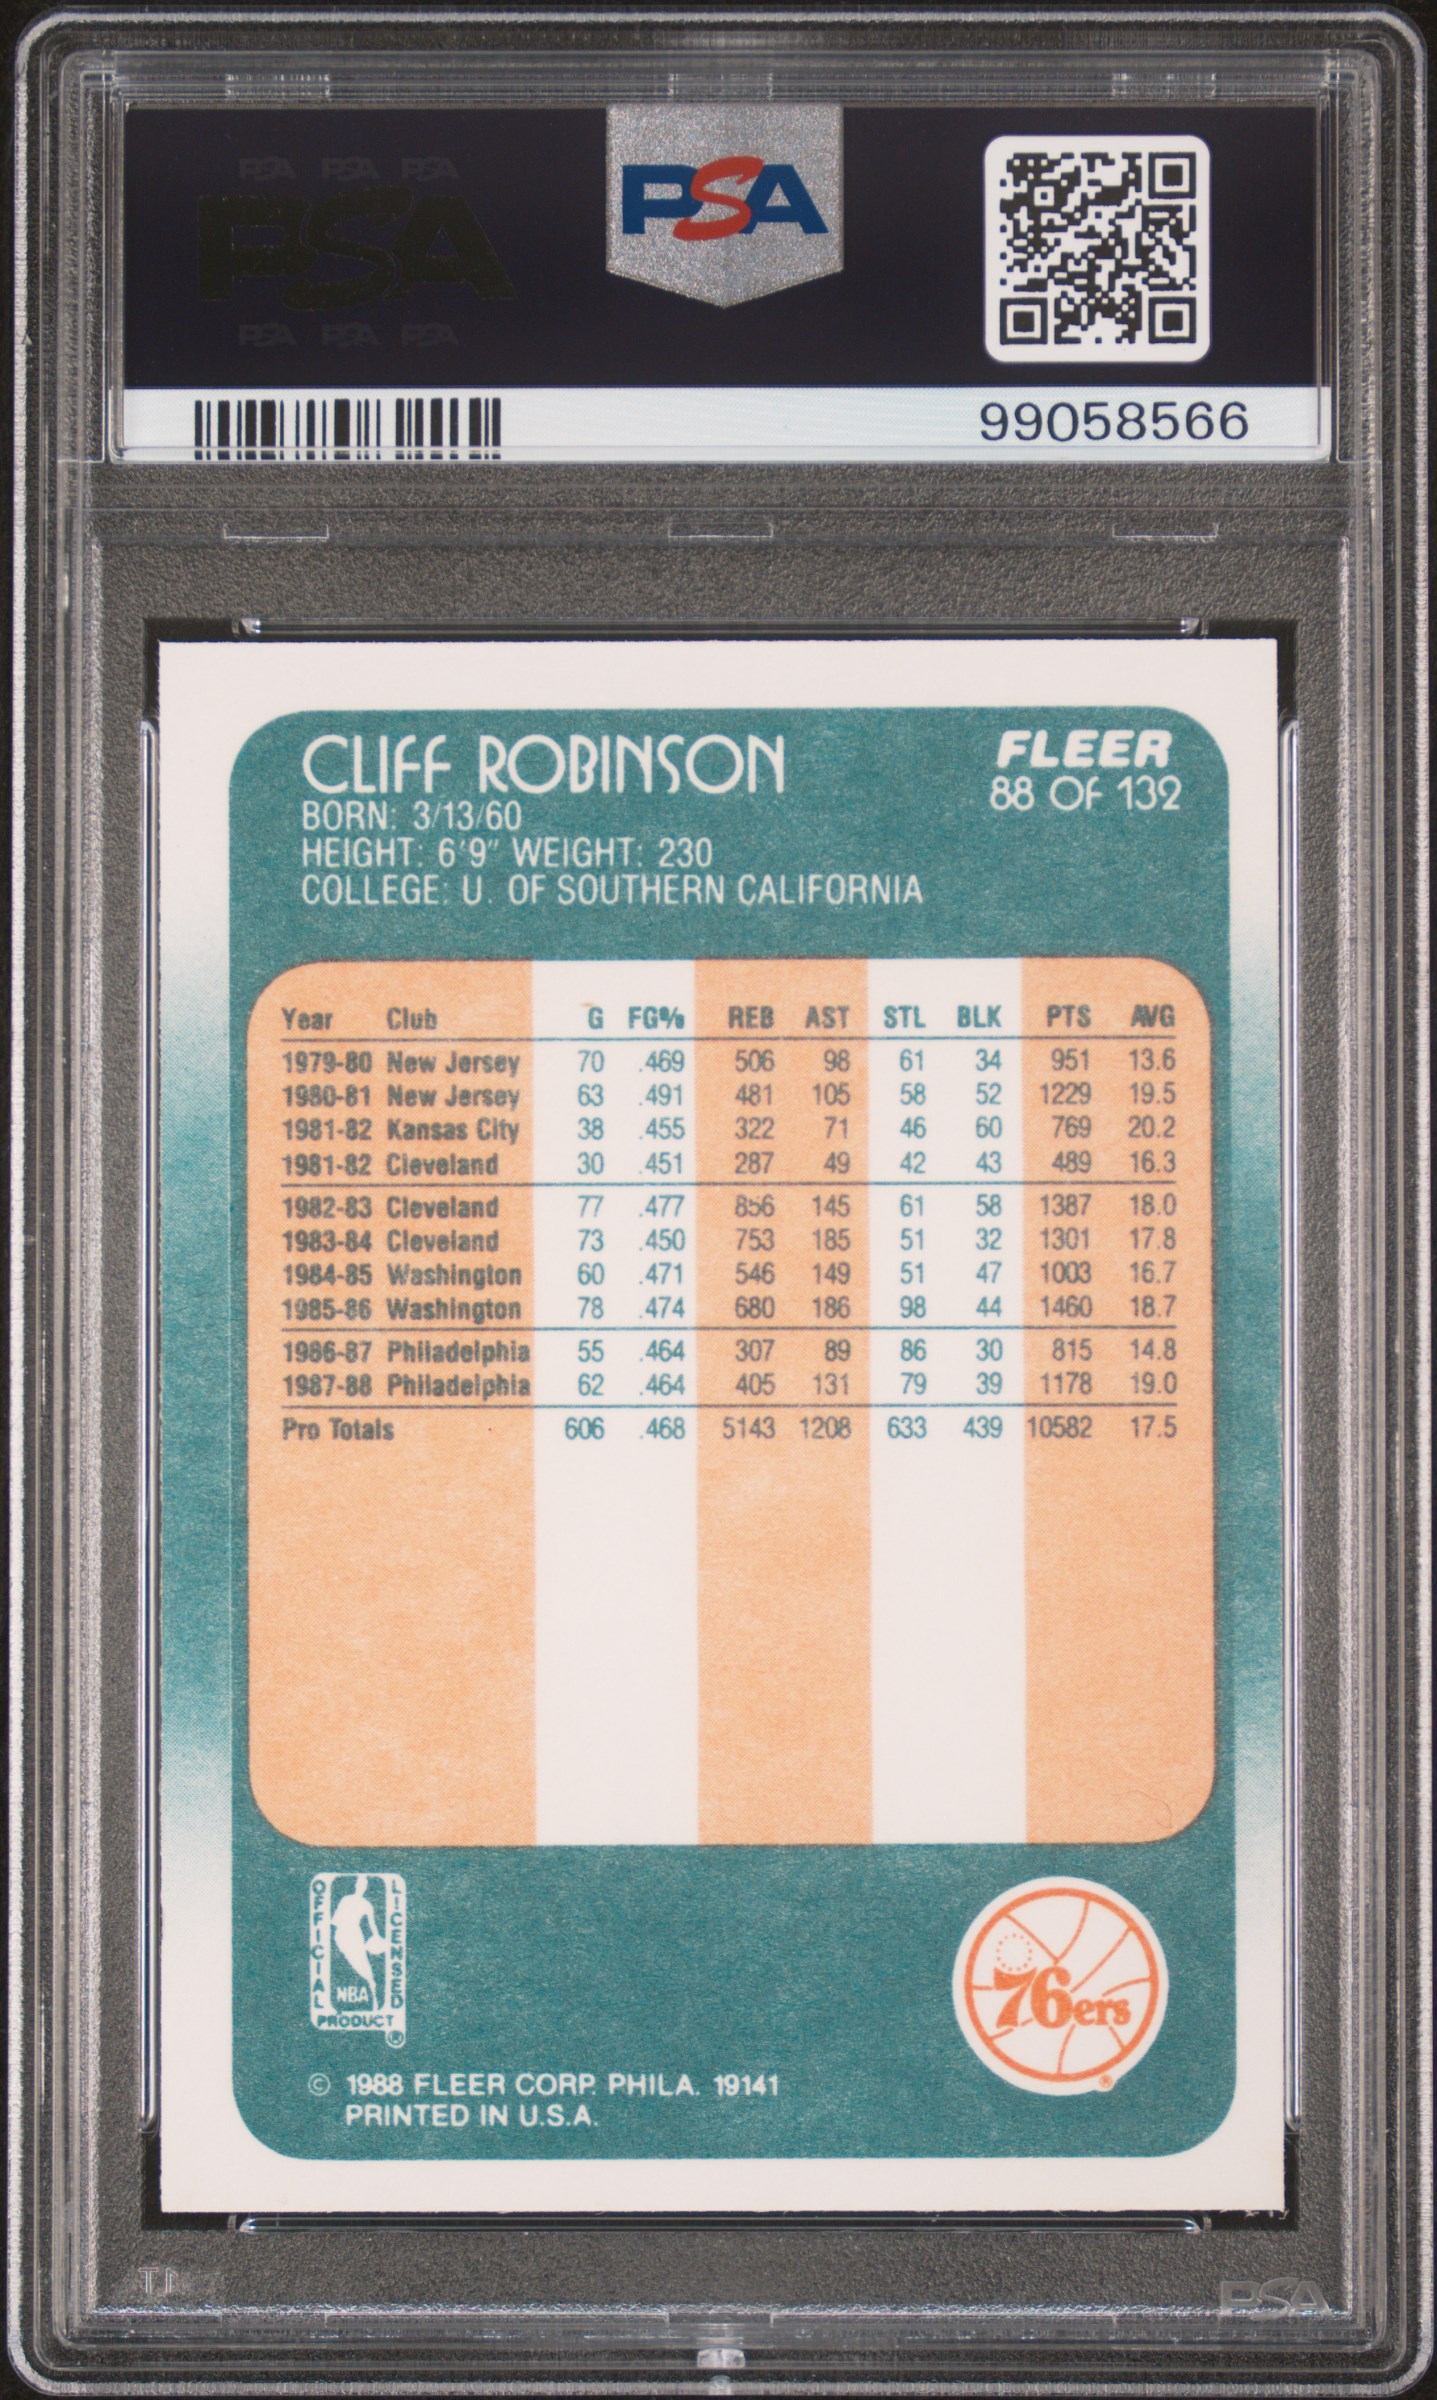 PSA PSA PSA
PSA
PSA PSA PSA
PSA
99058566
CLIFF ROBINSON
FLEER
88 OF 132
BORN: 3/13/60
HEIGHT: 6'9" WEIGHT: 230
COLLEGE: U. OF SOUTHERN CALIFORNIA
Year Club G FG% REB AST STL BLK PTS AVG
1979-80 New Jersey 70 .469 506 98 61 34 951 13.6
1980-81 New Jersey 63 .491 481 105 58 52 1229 19.5
1981-82 Kansas City 38 .455 322 71 46 60 769 20.2
1981-82 Cleveland 30 .451 287 49 42 43 489 16.3
1982-83 Cleveland 77 .477 856 145 61 58 1387 18.0
1983-84 Cleveland 73 .450 753 185 51 32 1301 17.8
1984-85 Washington 60 .471 546 149 51 47 1003 16.7
1985-86 Washington 78 .474 680 186 98 44 1460 18.7
1986-87 Philadelphia 55 .464 307 89 86 30 815 14.8
1987-88 Philadelphia 62 .464 405 131 79 39 1178 19.0
Pro Totals 606 .468 5143 1208 633 439 10582 17.5
OFFICIAL
LICENSED
NBA
PRODUCT
®
76ers
®
© 1988 FLEER CORP. PHILA. 19141
PRINTED IN U.S.A.
PSA